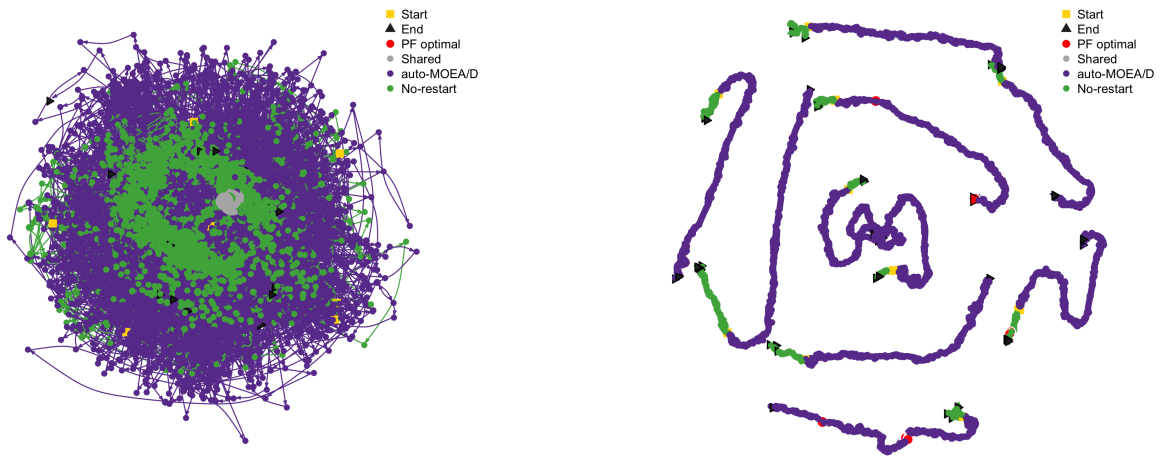 Start
End
PF optimal
Shared
auto-MOEA/D
No-restart
Start
End
PF optimal
Shared
auto-MOEA/D
No-restart